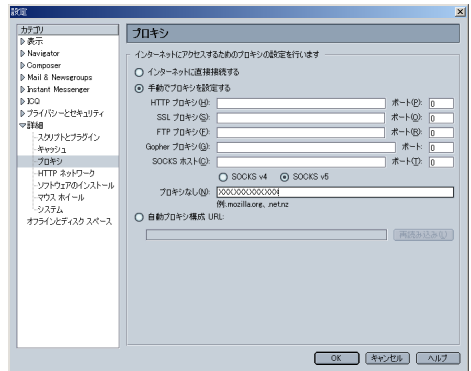 設定
カテゴリ
表示
Navigator
Composer
Mail & Newsgroups
Instant Messenger
ICQ
プライバシーとセキュリティ
詳細
スクリプトとプラグイン
キャッシュ
プロキシ
HTTP ネットワーク
ソフトウェアのインストール
マウス ホイール
システム
オフラインとディスク スペース
プロキシ
インターネットにアクセスするためのプロキシの設定を行います
インターネットに直接接続する
手動でプロキシを設定する
HTTP プロキシ(H): ポート(P): 0
SSL プロキシ(S): ポート(O): 0
FTP プロキシ(F): ポート(R): 0
Gopher プロキシ(G): ポート: 0
SOCKS ホスト(C): ポート(T): 0
SOCKS v4 SOCKS v5
プロキシなし(N): XXXXXXXXXXXX
例:.mozilla.org, .net.nz
自動プロキシ構成 URL:
再読み込み(L)
OK キャンセル ヘルプ